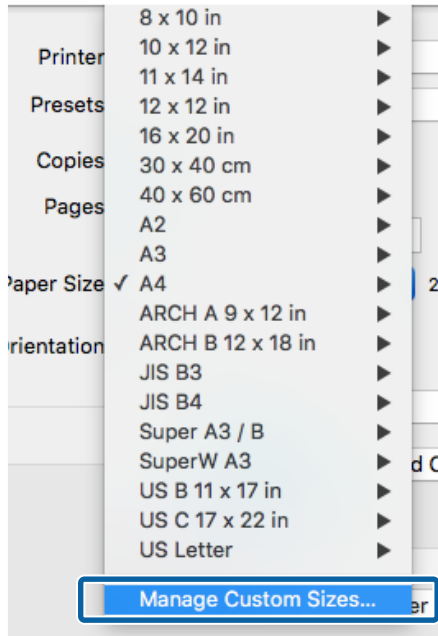 8 x 10 in
Printer
10 x 12 in
11 x 14 in
Presets
12 x 12 in
16 x 20 in
Copies
30 x 40 cm
40 x 60 cm
Pages
A2
A3
Paper Size ✓ A4 2
ARCH A 9 x 12 in
rientation
ARCH B 12 x 18 in
JIS B3
JIS B4
Super A3 / B
SuperW A3
d C
US B 11 x 17 in
US C 17 x 22 in
US Letter
Manage Custom Sizes...
er